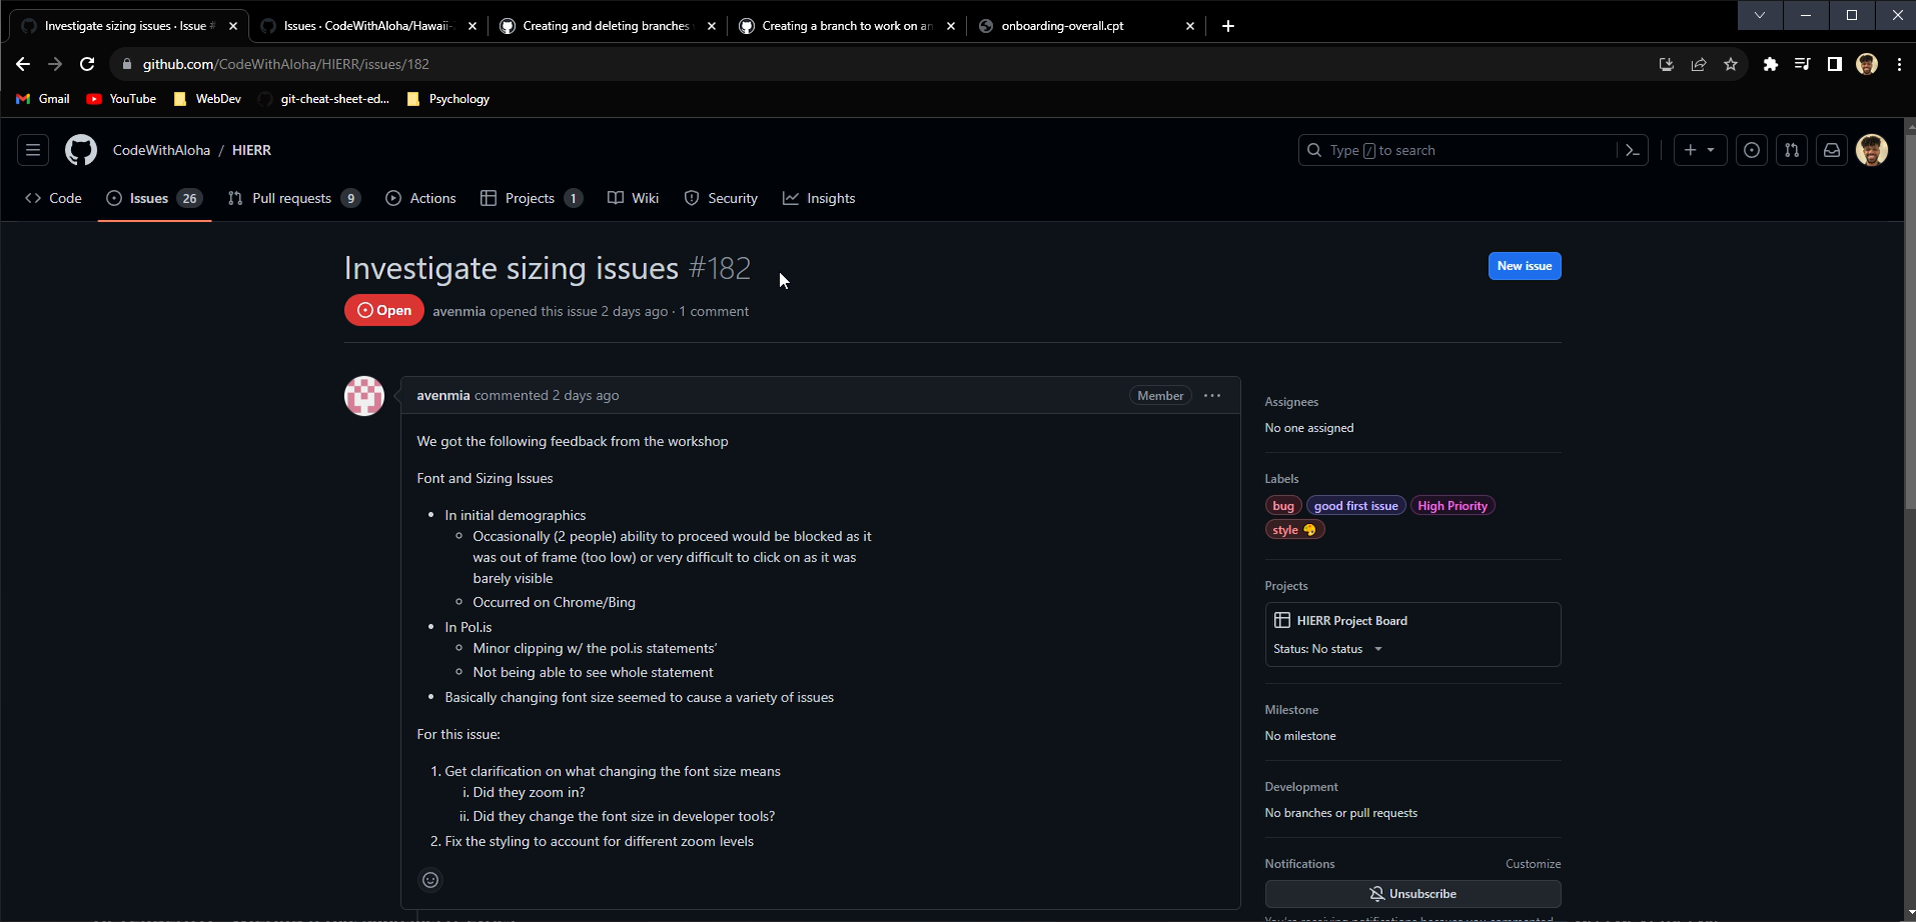 Investigate sizing issues · Issue #
Issues · CodeWithAloha/Hawaii-
Creating and deleting branches
Creating a branch to work on an
onboarding-overall.cpt
github.com/CodeWithAloha/HIERR/issues/182
Gmail
YouTube
WebDev
git-cheat-sheet-ed...
Psychology
CodeWithAloha / HIERR
Type / to search
Code
Issues 26
Pull requests 9
Actions
Projects 1
Wiki
Security
Insights
Investigate sizing issues #182
New issue
Open
avenmia opened this issue 2 days ago · 1 comment
avenmia commented 2 days ago
Member
We got the following feedback from the workshop
Font and Sizing Issues
• In initial demographics
Occasionally (2 people) ability to proceed would be blocked as it
was out of frame (too low) or very difficult to click on as it was
barely visible
Occurred on Chrome/Bing
• In Pol.is
Minor clipping w/ the pol.is statements'
Not being able to see whole statement
• Basically changing font size seemed to cause a variety of issues
For this issue:
1. Get clarification on what changing the font size means
i. Did they zoom in?
ii. Did they change the font size in developer tools?
2. Fix the styling to account for different zoom levels
Assignees
No one assigned
Labels
bug
good first issue
High Priority
style
Projects
HIERR Project Board
Status: No status
Milestone
No milestone
Development
No branches or pull requests
Notifications
Customize
Unsubscribe